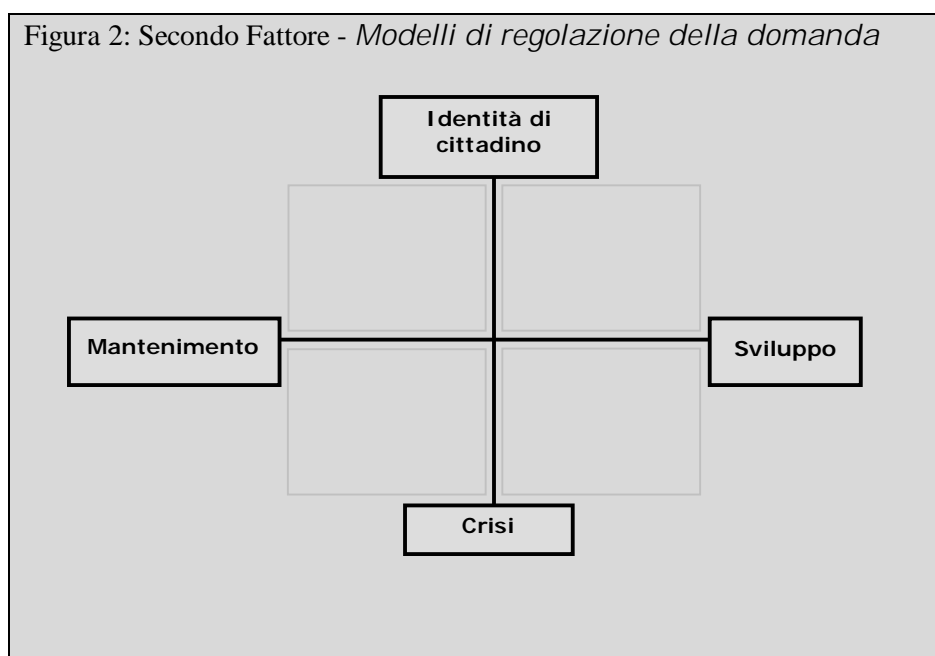 Figura 2: Secondo Fattore - Modelli di regolazione della domanda
Identità di
cittadino
Mantenimento
Sviluppo
Crisi